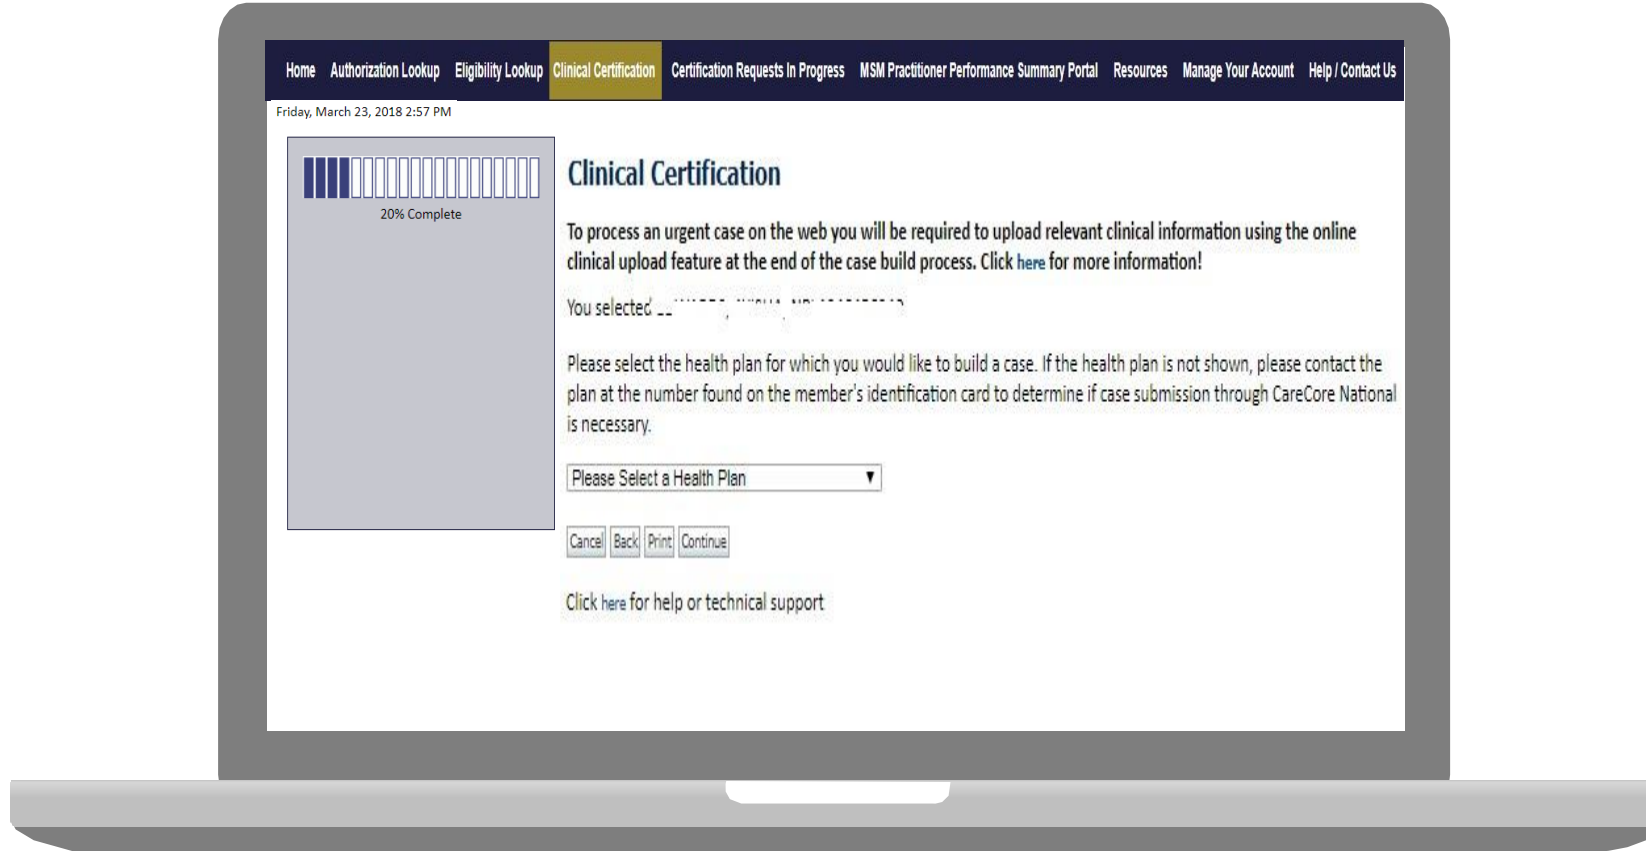 Home Authorization Lookup Eligibility Lookup Clinical Certification Certification Requests In Progress MSM Practitioner Performance Summary Portal Resources Manage Your Account Help / Contact Us
Friday, March 23, 2018 2:57 PM
20% Complete
Clinical Certification
To process an urgent case on the web you will be required to upload relevant clinical information using the online
clinical upload feature at the end of the case build process. Click here for more information!
You selected
Please select the health plan for which you would like to build a case. If the health plan is not shown, please contact the
plan at the number found on the member's identification card to determine if case submission through CareCore National
is necessary.
Please Select a Health Plan
Cancel Back Print Continue
Click here for help or technical support